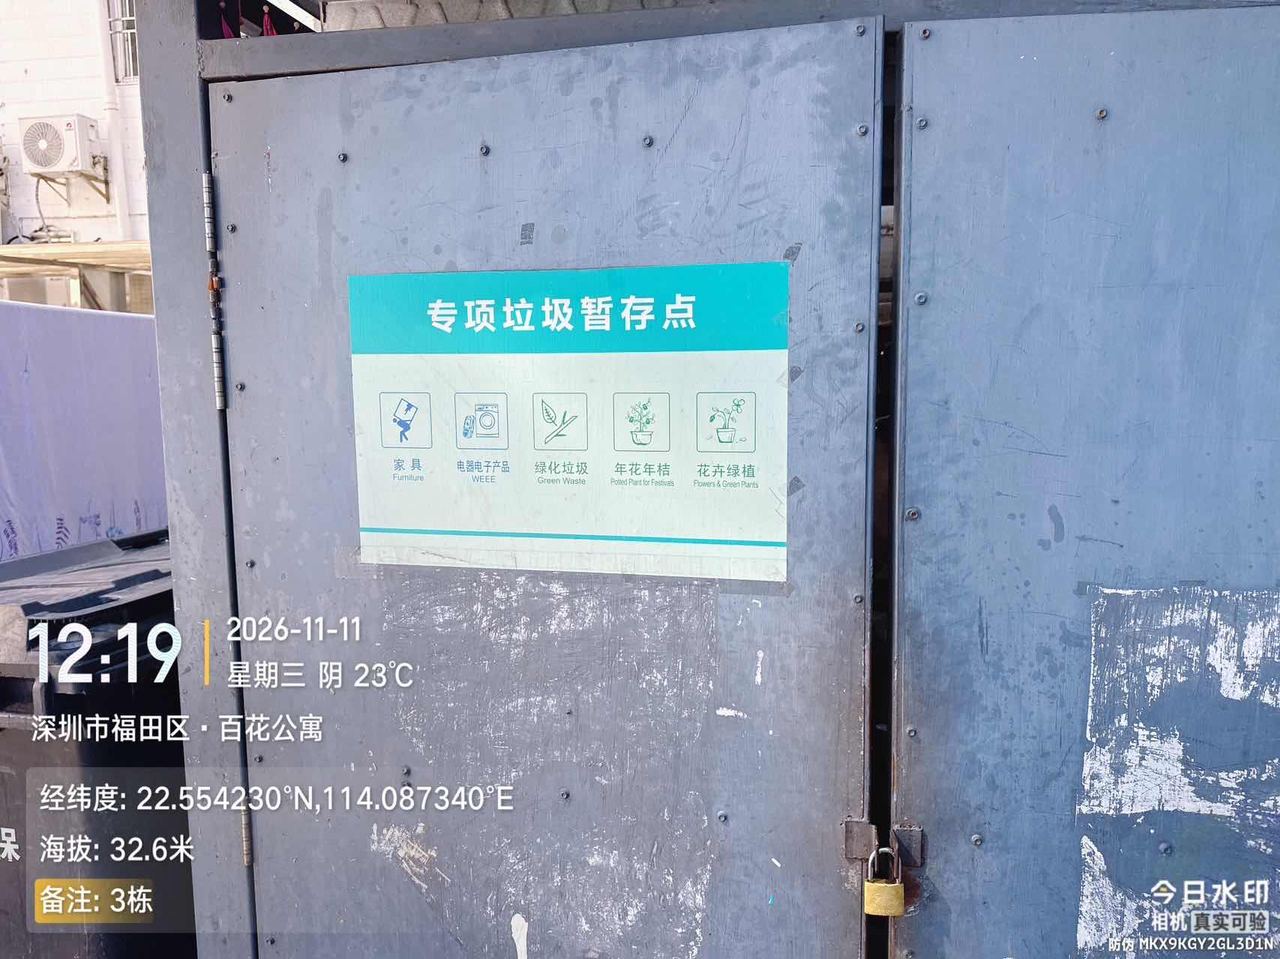 专项垃圾暂存点
家具
Furniture
电器电子产品
WEEE
绿化垃圾
Green Waste
年花年桔
Potted Plant for Festivals
花卉绿植
Flowers & Green Plants
12:19
2026-11-11
星期三 阴 23℃
深圳市福田区·百花公寓
经纬度: 22.554230°N,114.087340°E
海拔: 32.6米
备注: 3栋
保
今日水印
相机 真实可验
防伪 MKX9KGY2GL3D1N